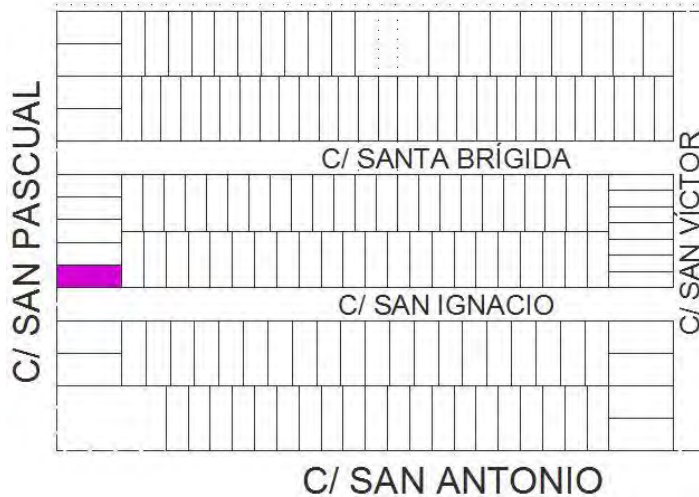 C/ SAN PASCUAL
C/ SANTA BRÍGIDA
C/ SAN VÍCTOR
C/ SAN IGNACIO
C/ SAN ANTONIO